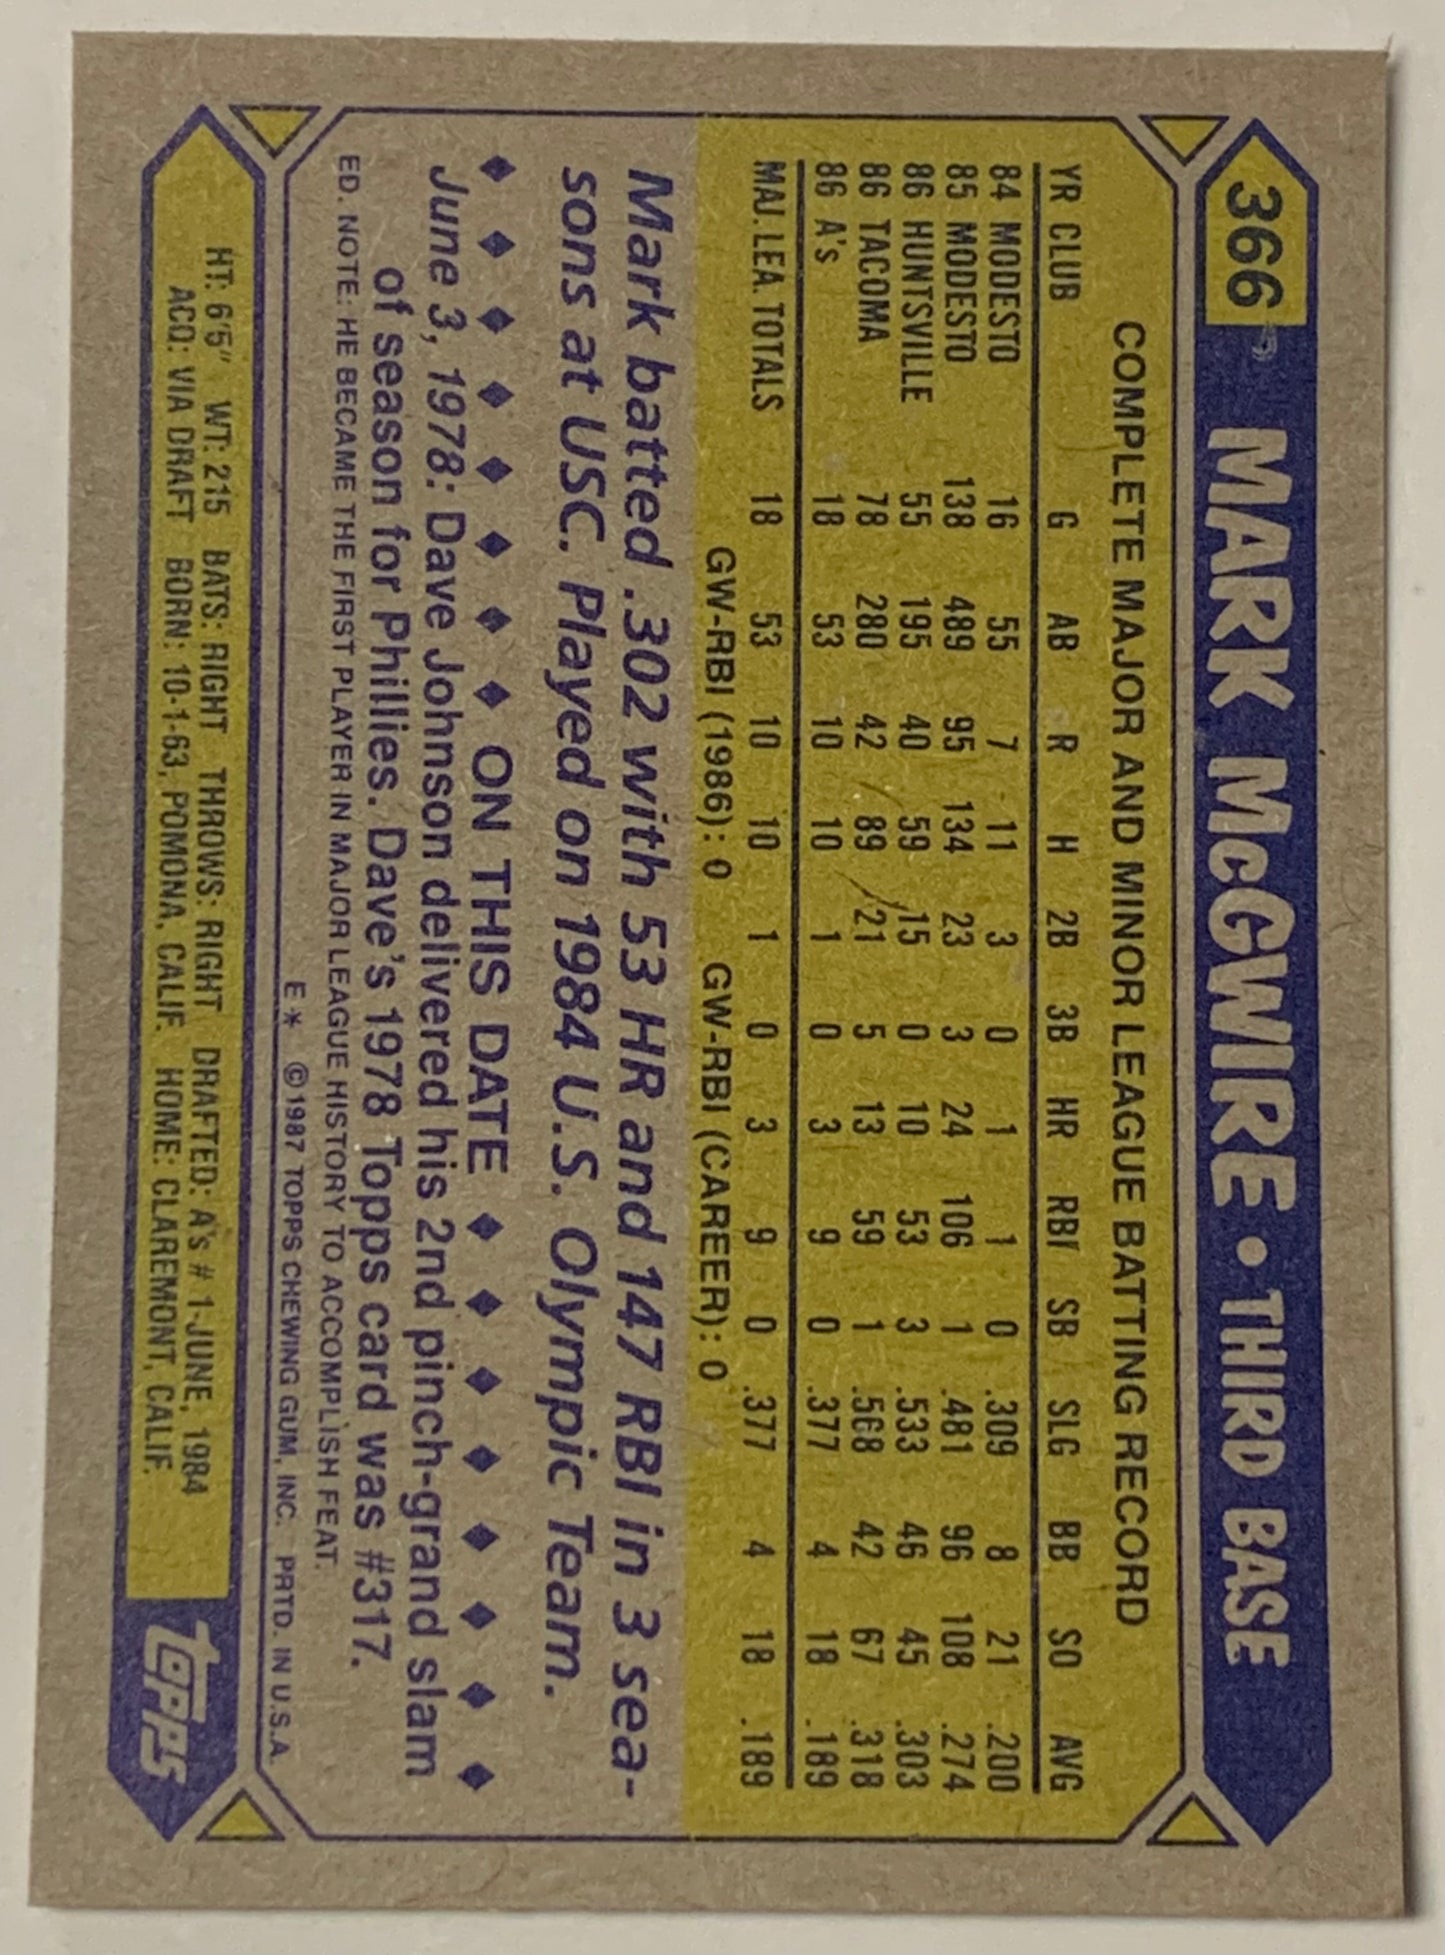 366 MARK McGWIRE • THIRD BASE
COMPLETE MAJOR AND MINOR LEAGUE BATTING RECORD
YR CLUB G AB R H 2B 3B HR RBI SB SLG BB SO AVG
84 MODESTO 16 55 7 11 3 0 1 1 0 .309 8 21 .200
85 MODESTO 138 489 95 134 23 3 24 106 1 .481 96 108 .274
86 HUNTSVILLE 55 195 40 59 15 0 10 53 3 .533 46 45 .303
86 TACOMA 78 280 42 89 21 5 13 59 1 .568 42 67 .318
86 A's 18 53 10 10 1 0 3 9 0 .377 4 18 .189
MAJ. LEA. TOTALS 18 53 10 10 1 0 3 9 0 .377 4 18 .189
GW-RBI (1986): 0 GW-RBI (CAREER): 0
Mark batted .302 with 53 HR and 147 RBI in 3 sea-
sons at USC. Played on 1984 U.S. Olympic Team.
♦ ♦ ♦ ♦ ♦ ♦ ♦ ♦ ON THIS DATE ♦ ♦ ♦ ♦ ♦ ♦ ♦ ♦
June 3, 1978: Dave Johnson delivered his 2nd pinch-grand slam
of season for Phillies. Dave's 1978 Topps card was #317.
ED. NOTE: HE BECAME THE FIRST PLAYER IN MAJOR LEAGUE HISTORY TO ACCOMPLISH FEAT.
E* © 1987 TOPPS CHEWING GUM, INC. PRTD. IN U.S.A.
HT: 6'5" WT: 215 BATS: RIGHT THROWS: RIGHT DRAFTED: A's #1-JUNE, 1984
ACQ: VIA DRAFT BORN: 10-1-63, POMONA, CALIF. HOME: CLAREMONT, CALIF.
TOPPS